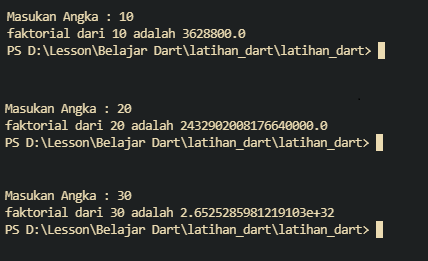 Masukan Angka : 10
faktorial dari 10 adalah 3628800.0
PS D:\Lesson\Belajar Dart\latihan_dart\latihan_dart>
Masukan Angka : 20
faktorial dari 20 adalah 2432902008176640000.0
PS D:\Lesson\Belajar Dart\latihan_dart\latihan_dart>
Masukan Angka : 30
faktorial dari 30 adalah 2.6525285981219103e+32
PS D:\Lesson\Belajar Dart\latihan_dart\latihan_dart>